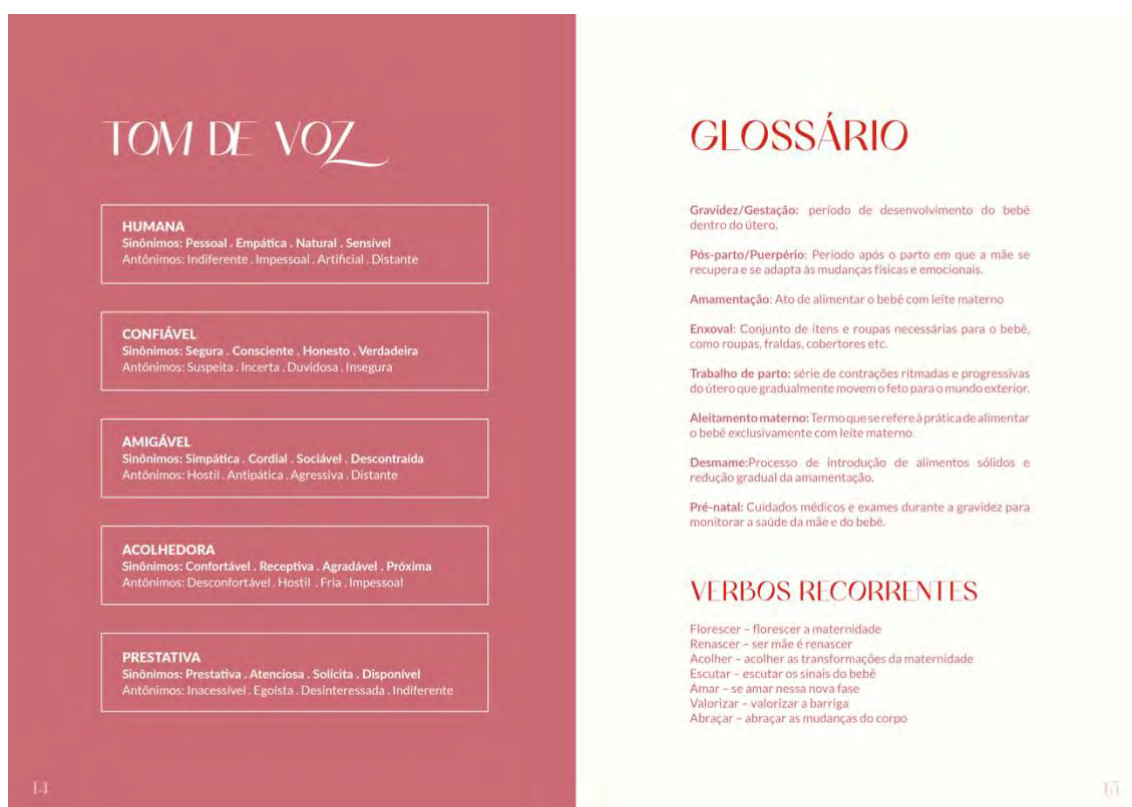 TOM DE VOZ
HUMANA
Sinônimos: Pessoal . Empática . Natural . Sensível
Antônimos: Indiferente . Impessoal . Artificial . Distante
CONFIÁVEL
Sinônimos: Segura . Consciente . Honesto . Verdadeira
Antônimos: Suspeita . Incerta . Duvidosa . Insegura
AMIGÁVEL
Sinônimos: Simpática . Cordial . Sociável . Descontraída
Antônimos: Hostil . Antipática . Agressiva . Distante
ACOLHEDORA
Sinônimos: Confortável . Receptiva . Agradável . Próxima
Antônimos: Desconfortável . Hostil . Fria . Impessoal
PRESTATIVA
Sinônimos: Prestativa . Atenciosa . Solícita . Disponível
Antônimos: Inacessível . Egoísta . Desinteressada . Indiferente
14
GLOSSÁRIO
Gravidez/Gestação: período de desenvolvimento do bebê
dentro do útero.
Pós-parto/Puerpério: Período após o parto em que a mãe se
recupera e se adapta às mudanças físicas e emocionais.
Amamentação: Ato de alimentar o bebê com leite materno
Enxoval: Conjunto de itens e roupas necessárias para o bebê,
como roupas, fraldas, cobertores etc.
Trabalho de parto: série de contrações ritmadas e progressivas
do útero que gradualmente movem o feto para o mundo exterior.
Aleitamento materno: Termo que se refere à prática de alimentar
o bebê exclusivamente com leite materno.
Desmame:Processo de introdução de alimentos sólidos e
redução gradual da amamentação.
Pré-natal: Cuidados médicos e exames durante a gravidez para
monitorar a saúde da mãe e do bebê.
VERBOS RECORRENTES
Florescer – florescer a maternidade
Renascer – ser mãe é renascer
Acolher – acolher as transformações da maternidade
Escutar – escutar os sinais do bebê
Amar – se amar nessa nova fase
Valorizar – valorizar a barriga
Abraçar – abraçar as mudanças do corpo
15